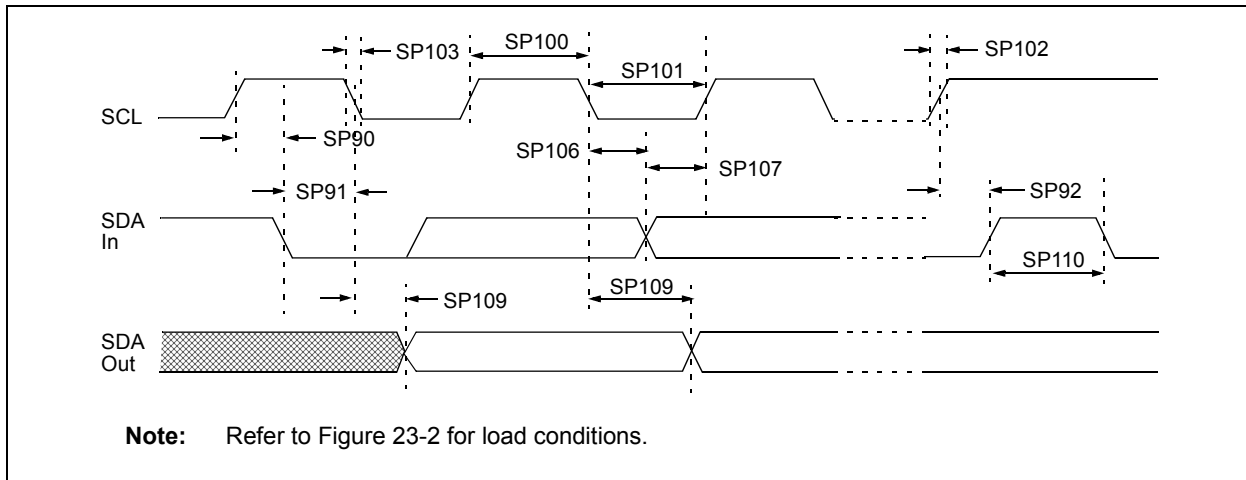 SP103
SP100
SP101
SP102
SCL
SP90
SP106
SP107
SP91
SP92
SDA
In
SP110
SP109
SP109
SDA
Out
Note: Refer to Figure 23-2 for load conditions.